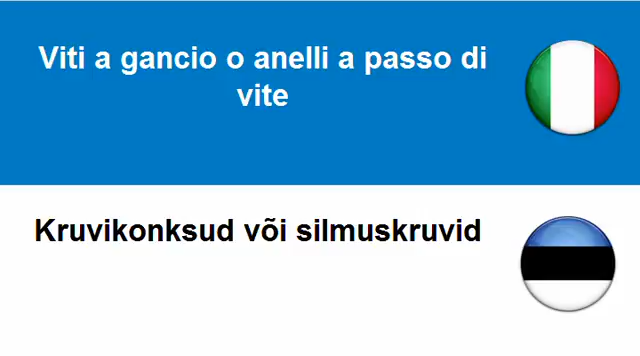 Viti a gancio o anelli a passo di
vite
Kruvikonksud või silmuskruvid